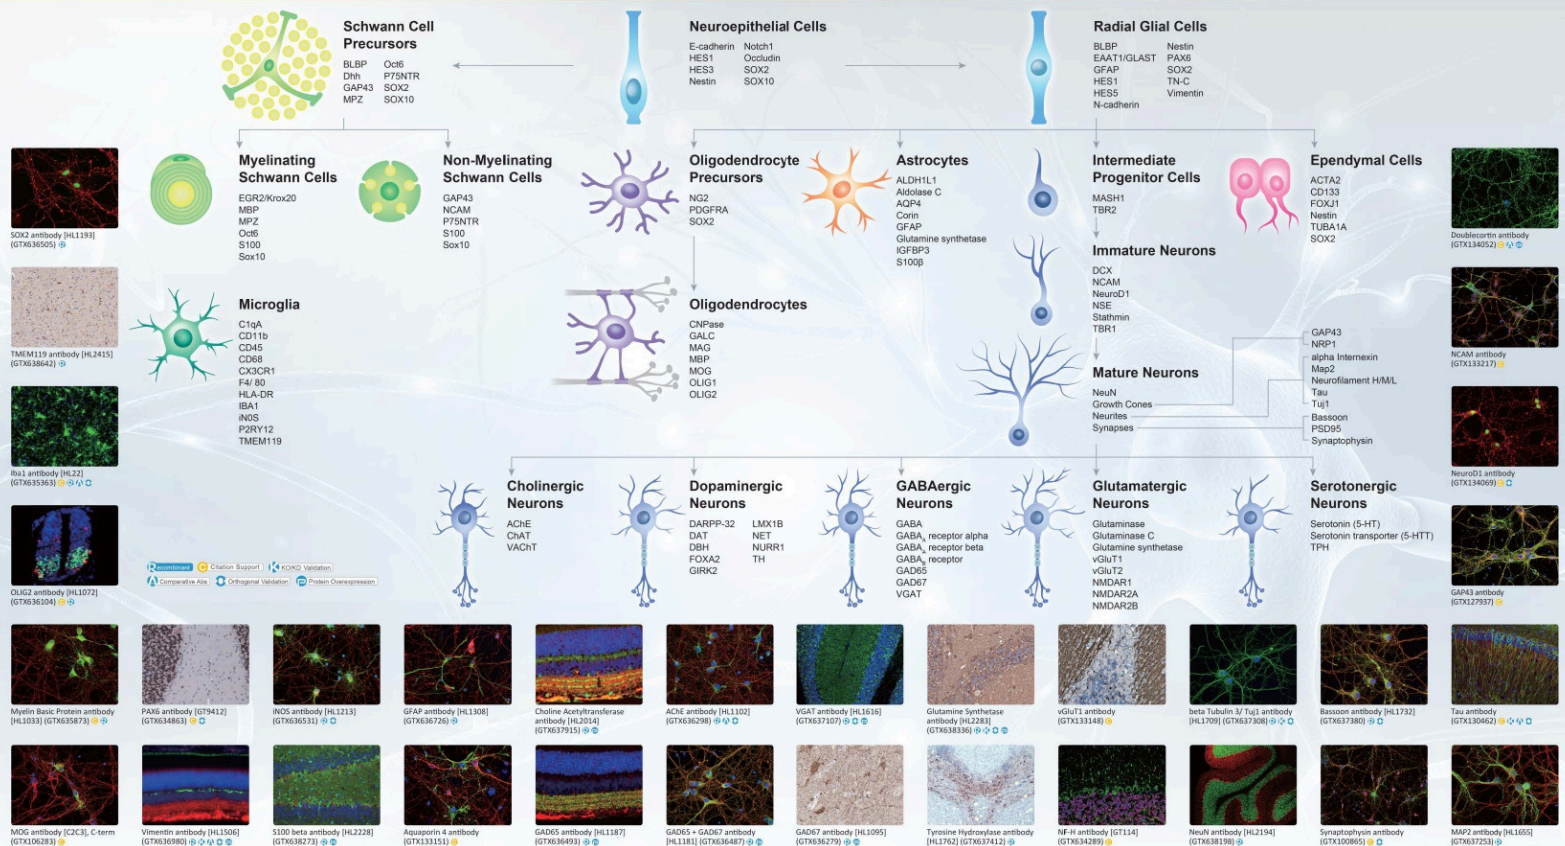 Schwann Cell
Precursors
BLBP Oct6
Dhh P75NTR
GAP43 SOX2
MPZ SOX10
Neuroepithelial Cells
E-cadherin Notch1
HES1 Occludin
HES3 SOX2
Nestin SOX10
Radial Glial Cells
BLBP Nestin
EAAT1/GLAST PAX6
GFAP SOX2
HES1 TN-C
HES5 Vimentin
N-cadherin
Myelinating
Schwann Cells
EGR2/Krox20
MBP
MPZ
Oct6
S100
Sox10
Non-Myelinating
Schwann Cells
GAP43
NCAM
P75NTR
S100
Sox10
Oligodendrocyte
Precursors
NG2
PDGFRA
SOX2
Astrocytes
ALDH1L1
Aldolase C
AQP4
Corin
GFAP
Glutamine synthetase
IGFBP3
S100β
Intermediate
Progenitor Cells
MASH1
TBR2
Ependymal Cells
ACTA2
CD133
FOXJ1
Nestin
TUBA1A
SOX2
Immature Neurons
DCX
NCAM
NeuroD1
NSE
Stathmin
TBR1
Microglia
C1qA
CD11b
CD45
CD68
CX3CR1
F4/ 80
HLA-DR
IBA1
iN0S
P2RY12
TMEM119
Oligodendrocytes
CNPase
GALC
MAG
MBP
MOG
OLIG1
OLIG2
Mature Neurons
NeuN
Growth Cones
Neurites
Synapses
GAP43
NRP1
alpha Internexin
Map2
Neurofilament H/M/L
Tau
Tuj1
Bassoon
PSD95
Synaptophysin
Cholinergic
Neurons
AChE
ChAT
VAChT
Dopaminergic
Neurons
DARPP-32 LMX1B
DAT NET
DBH NURR1
FOXA2 TH
GIRK2
GABAergic
Neurons
GABA
GABAA receptor alpha
GABAA receptor beta
GABAB receptor
GAD65
GAD67
VGAT
Glutamatergic
Neurons
Glutaminase
Glutaminase C
Glutamine synthetase
vGluT1
vGluT2
NMDAR1
NMDAR2A
NMDAR2B
Serotonergic
Neurons
Serotonin (5-HT)
Serotonin transporter (5-HTT)
TPH
SOX2 antibody [HL1193]
(GTX636505) R
TMEM119 antibody [HL2415]
(GTX638642) R
Iba1 antibody [HL22]
(GTX635363)
OLIG2 antibody [HL1072]
(GTX636104)
Recombinant Citation Support KO/KD Validation
Comparative Abs Orthogonal Validation Protein Overexpression
Doublecortin antibody
(GTX134052)
NCAM antibody
(GTX133217)
NeuroD1 antibody
(GTX134069)
GAP43 antibody
(GTX127937)
Myelin Basic Protein antibody
[HL1033] (GTX635873)
PAX6 antibody [GT9412]
(GTX634863)
iNOS antibody [HL1213]
(GTX636531)
GFAP antibody [HL1308]
(GTX636726)
Choline Acetyltransferase
antibody [HL2014]
(GTX637915)
AChE antibody [HL1102]
(GTX636298)
VGAT antibody [HL1616]
(GTX637107)
Glutamine Synthetase
antibody [HL2283]
(GTX638336)
vGluT1 antibody
(GTX133148)
beta Tubulin 3/ Tuj1 antibody
[HL1709] (GTX637308)
Bassoon antibody [HL1732]
(GTX637380)
Tau antibody
(GTX130462)
MOG antibody [C2C3], C-term
(GTX106283)
Vimentin antibody [HL1506]
(GTX636980)
S100 beta antibody [HL2228]
(GTX638273)
Aquaporin 4 antibody
(GTX133151)
GAD65 antibody [HL1187]
(GTX636493)
GAD65 + GAD67 antibody
[HL1181] (GTX636487)
GAD67 antibody [HL1095]
(GTX636279)
Tyrosine Hydroxylase antibody
[HL1762] (GTX637412)
NF-H antibody [GT114]
(GTX634289)
NeuN antibody [HL2194]
(GTX638198)
Synaptophysin antibody
(GTX100865)
MAP2 antibody [HL1655]
(GTX637253)